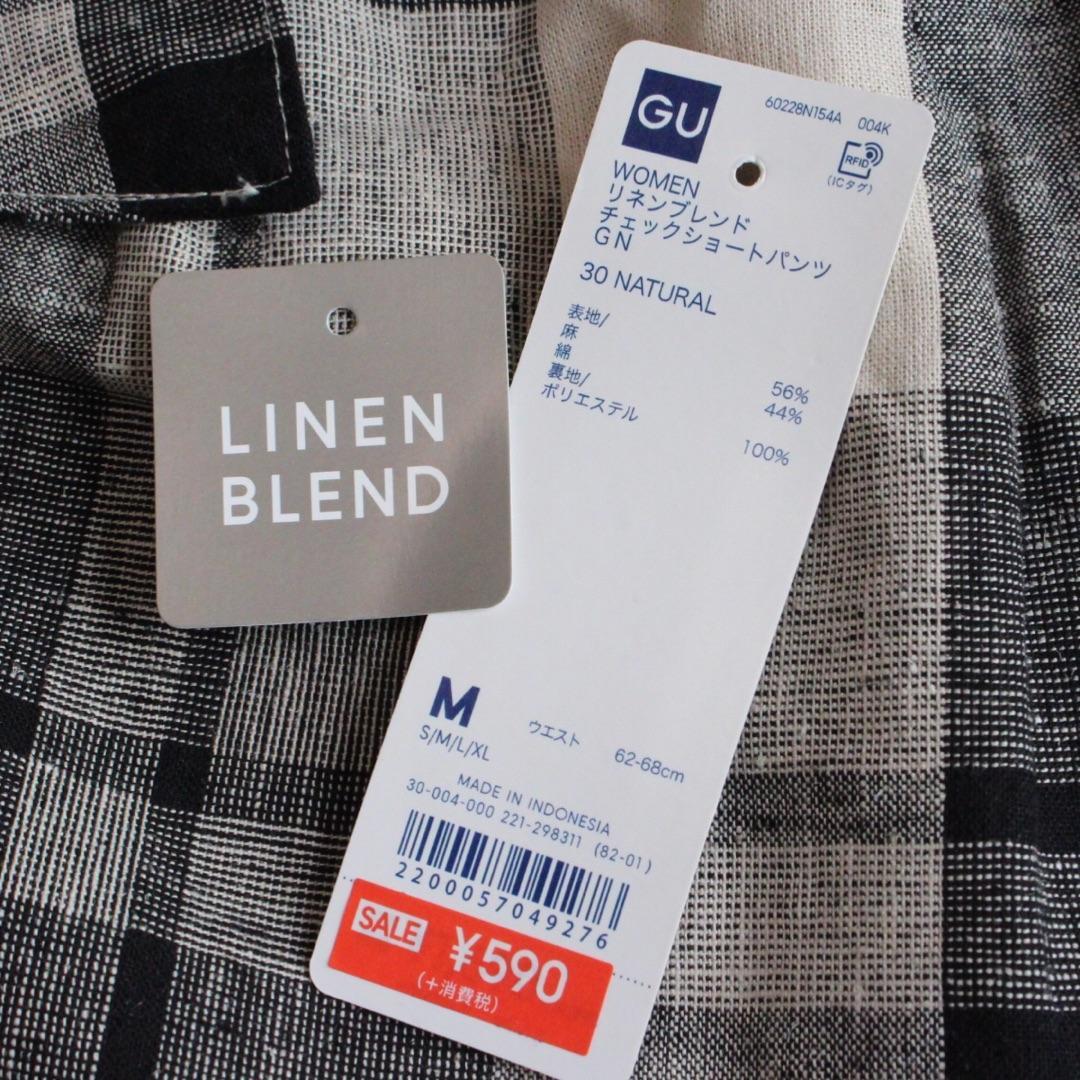 LINEN
BLEND
GU
60228N154A 004K
RFID
(ICタグ)
WOMEN
リネンブレンド
チェックショートパンツ
GN
30 NATURAL
表地/
麻 56%
綿 44%
裏地/
ポリエステル 100%
M
S/M/L/XL
ウエスト 62-68cm
MADE IN INDONESIA
30-004-000 221-298311 (82-01)
2200057049276
SALE ¥590
(+消費税)